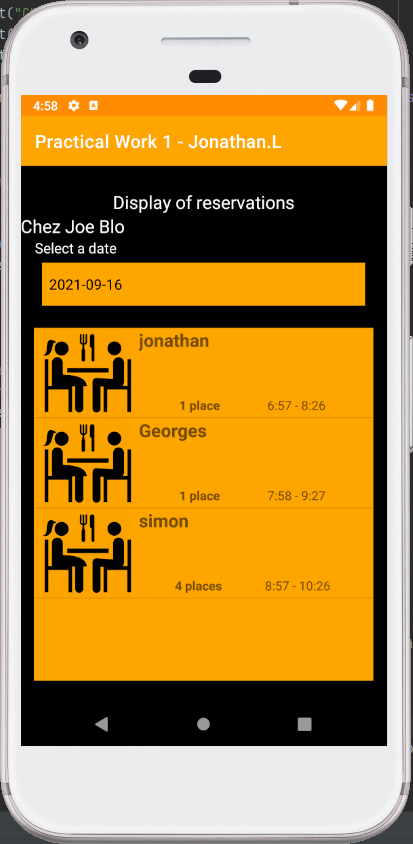 4:58
Practical Work 1 - Jonathan.L
Display of reservations
Chez Joe Blo
Select a date
2021-09-16
jonathan
1 place 6:57 - 8:26
Georges
1 place 7:58 - 9:27
simon
4 places 8:57 - 10:26